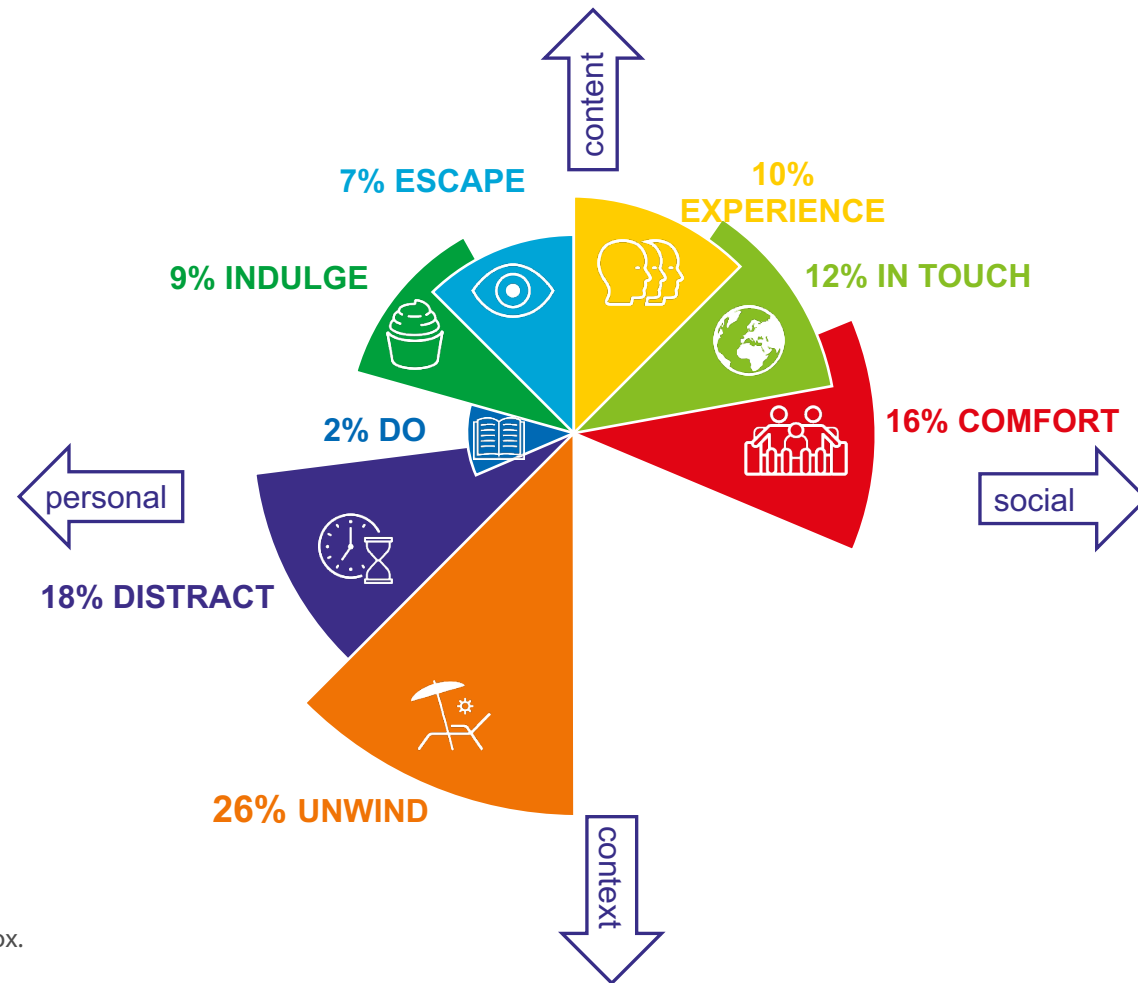 content
7% ESCAPE
10%
EXPERIENCE
9% INDULGE
12% IN TOUCH
2% DO
16% COMFORT
personal
social
18% DISTRACT
26% UNWIND
context
ox.